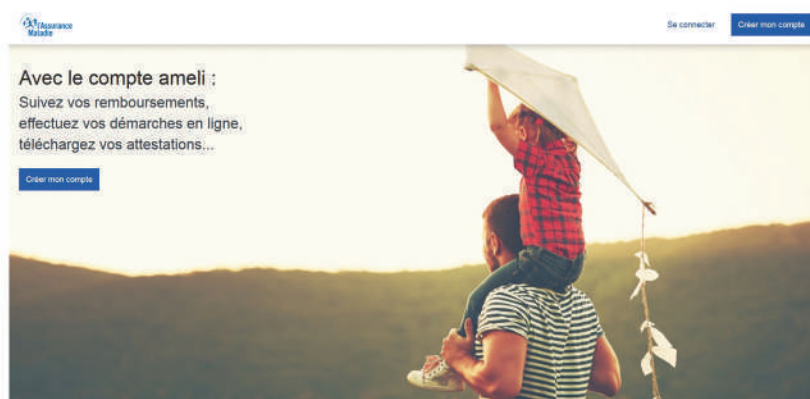 l'Assurance
Maladie
Se connecter
Créer mon compte
Avec le compte ameli :
Suivez vos remboursements,
effectuez vos démarches en ligne,
téléchargez vos attestations...
Créer mon compte